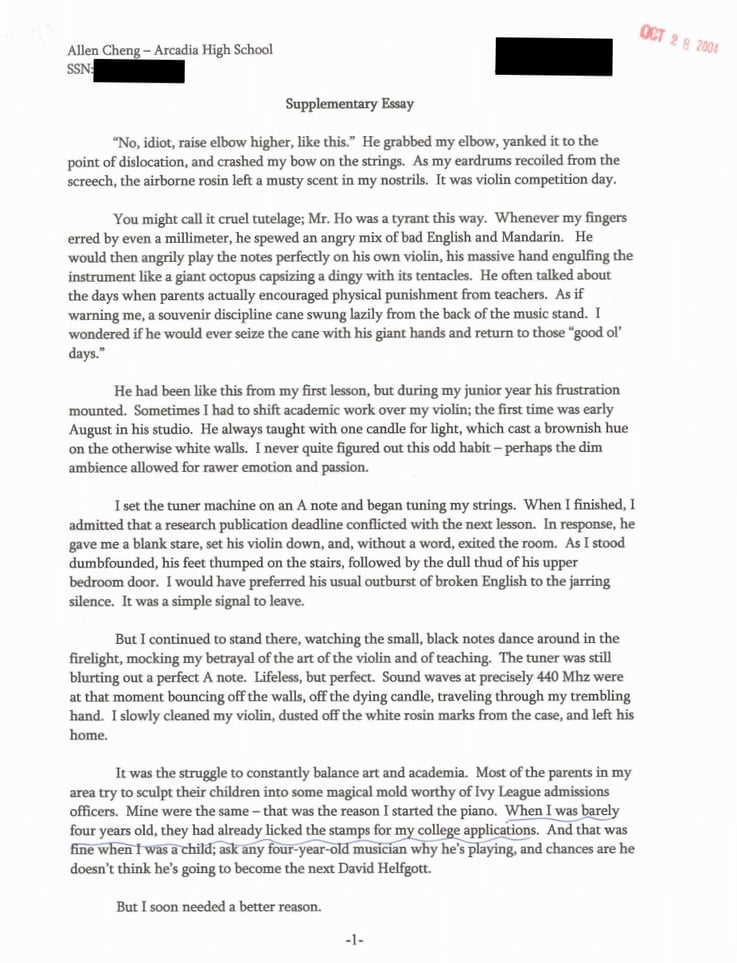 Allen Cheng – Arcadia High School
SSN:
OCT 28 2004
Supplementary Essay
“No, idiot, raise elbow higher, like this.” He grabbed my elbow, yanked it to the
point of dislocation, and crashed my bow on the strings. As my eardrums recoiled from the
screech, the airborne rosin left a musty scent in my nostrils. It was violin competition day.
You might call it cruel tutelage; Mr. Ho was a tyrant this way. Whenever my fingers
erred by even a millimeter, he spewed an angry mix of bad English and Mandarin. He
would then angrily play the notes perfectly on his own violin, his massive hand engulfing the
instrument like a giant octopus capsizing a dingy with its tentacles. He often talked about
the days when parents actually encouraged physical punishment from teachers. As if
warning me, a souvenir discipline cane swung lazily from the back of the music stand. I
wondered if he would ever seize the cane with his giant hands and return to those “good ol’
days.”
He had been like this from my first lesson, but during my junior year his frustration
mounted. Sometimes I had to shift academic work over my violin; the first time was early
August in his studio. He always taught with one candle for light, which cast a brownish hue
on the otherwise white walls. I never quite figured out this odd habit – perhaps the dim
ambience allowed for rawer emotion and passion.
I set the tuner machine on an A note and began tuning my strings. When I finished, I
admitted that a research publication deadline conflicted with the next lesson. In response, he
gave me a blank stare, set his violin down, and, without a word, exited the room. As I stood
dumbfounded, his feet thumped on the stairs, followed by the dull thud of his upper
bedroom door. I would have preferred his usual outburst of broken English to the jarring
silence. It was a simple signal to leave.
But I continued to stand there, watching the small, black notes dance around in the
firelight, mocking my betrayal of the art of the violin and of teaching. The tuner was still
blurting out a perfect A note. Lifeless, but perfect. Sound waves at precisely 440 Mhz were
at that moment bouncing off the walls, off the dying candle, traveling through my trembling
hand. I slowly cleaned my violin, dusted off the white rosin marks from the case, and left his
home.
It was the struggle to constantly balance art and academia. Most of the parents in my
area try to sculpt their children into some magical mold worthy of Ivy League admissions
officers. Mine were the same – that was the reason I started the piano. When I was barely
four years old, they had already licked the stamps for my college applications. And that was
fine when I was a child; ask any four-year-old musician why he’s playing, and chances are he
doesn’t think he’s going to become the next David Helfgott.
But I soon needed a better reason.
-1-